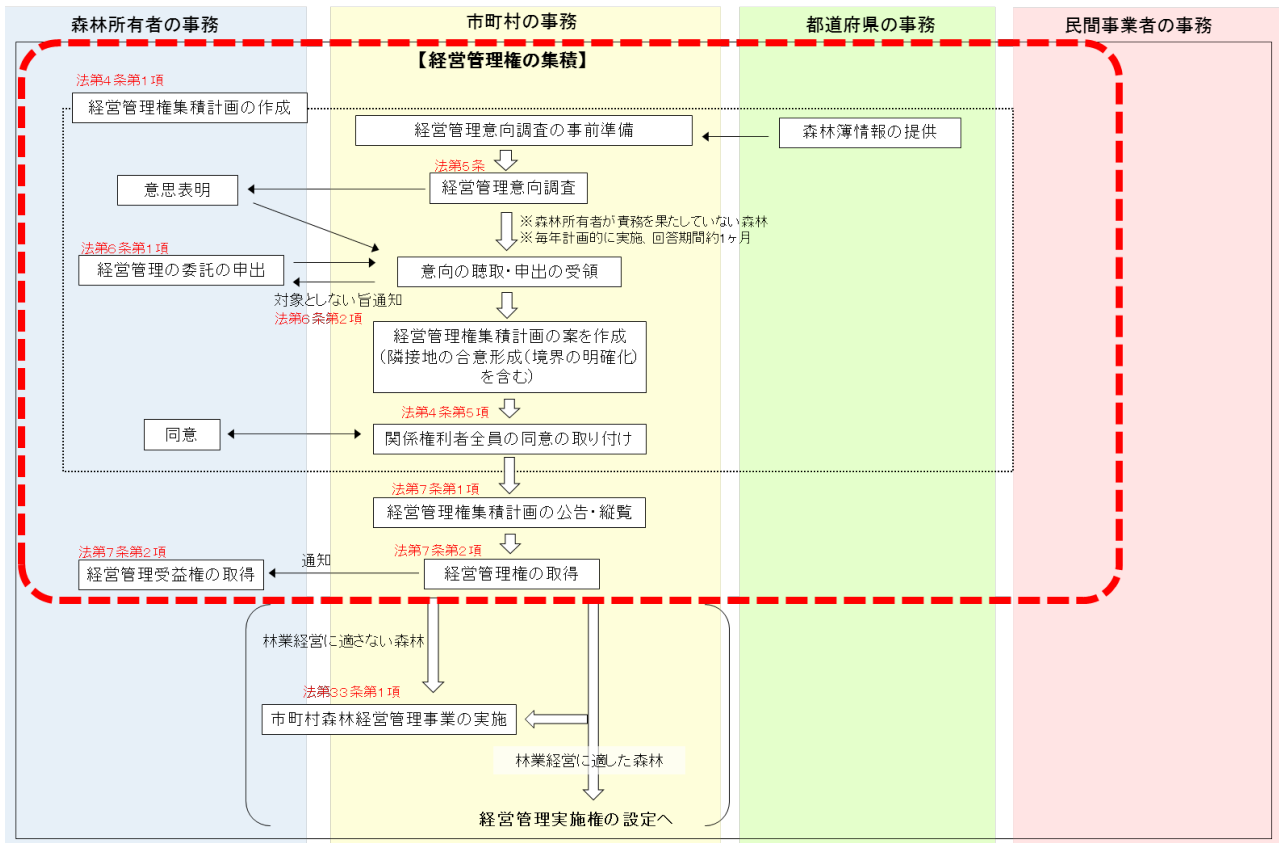 森林所有者の事務
市町村の事務
都道府県の事務
民間事業者の事務
【経営管理権の集積】
法第4条第1項
経営管理権集積計画の作成
経営管理意向調査の事前準備
森林簿情報の提供
法第5条
経営管理意向調査
意思表明
※森林所有者が責務を果たしていない森林
※毎年計画的に実施、回答期間約1ヶ月
法第6条第1項
経営管理の委託の申出
意向の聴取・申出の受領
対象としない旨通知
法第6条第2項
経営管理権集積計画の案を作成
(隣接地の合意形成(境界の明確化)
を含む)
法第4条第5項
同意
関係権利者全員の同意の取り付け
法第7条第1項
経営管理権集積計画の公告・縦覧
法第7条第2項
経営管理受益権の取得
通知
法第7条第2項
経営管理権の取得
林業経営に適さない森林
法第33条第1項
市町村森林経営管理事業の実施
林業経営に適した森林
経営管理実施権の設定へ